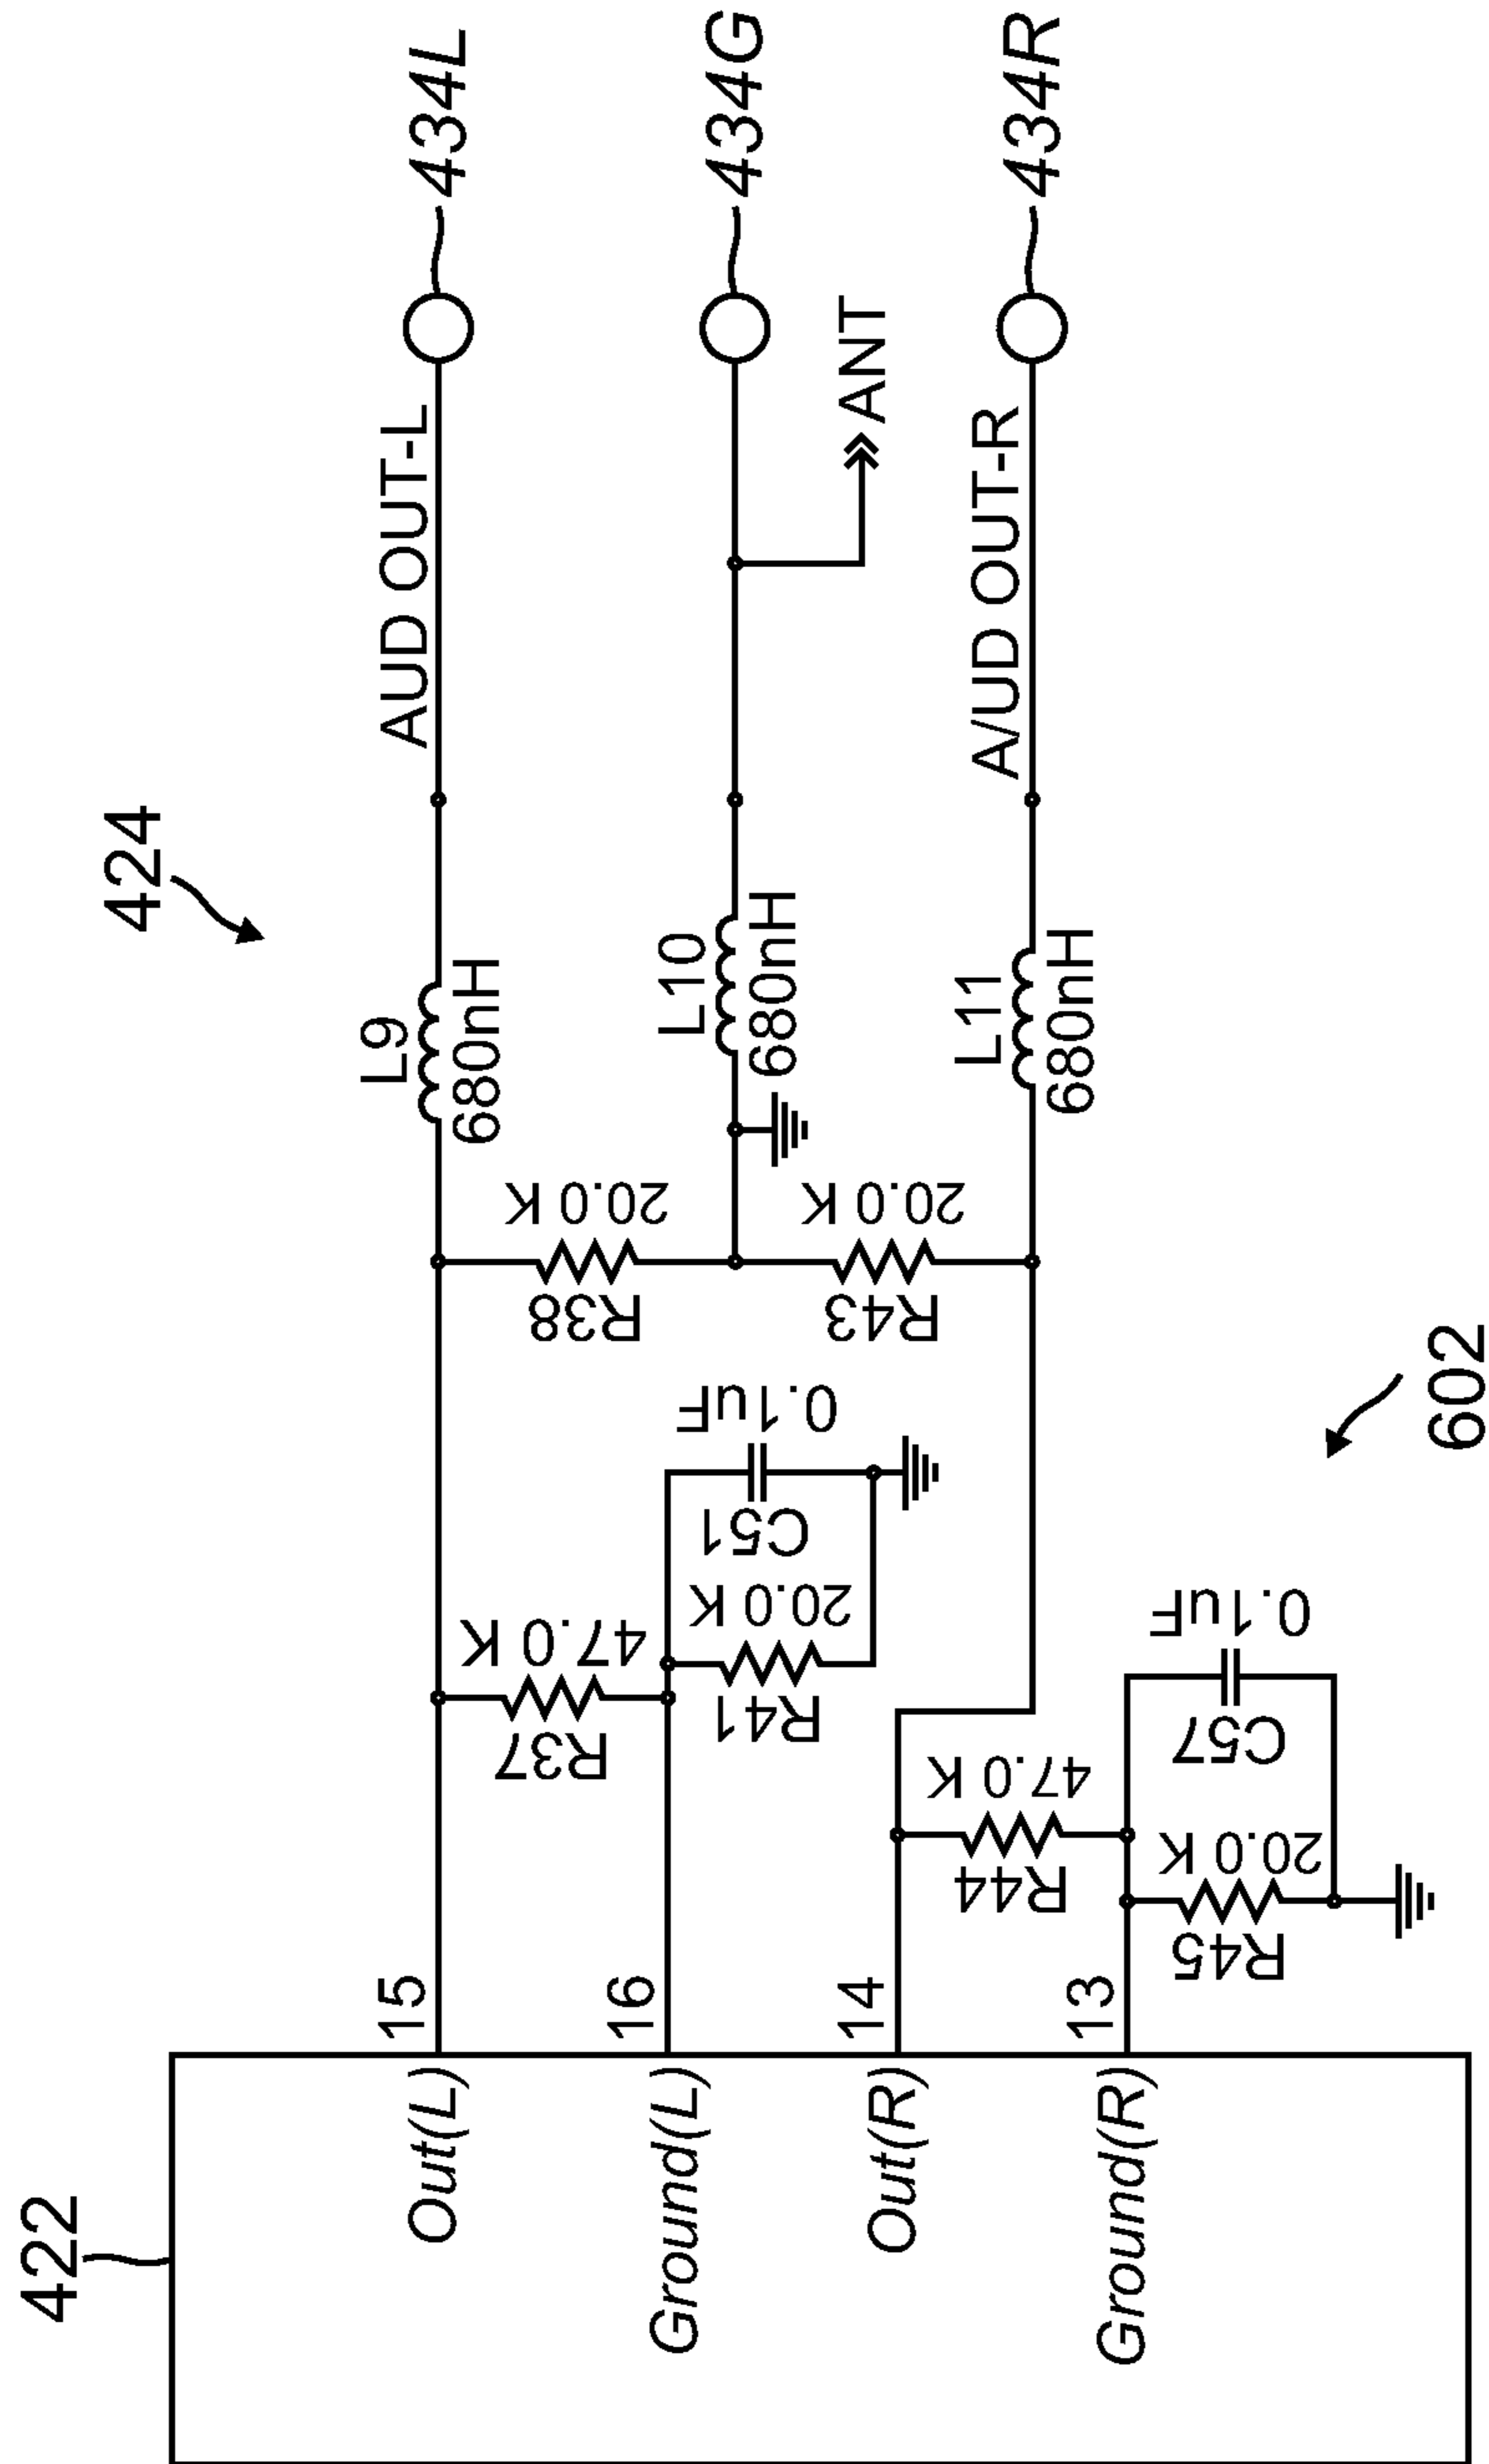 422
424
602
Out(L)
15
Ground(L)
16
Out(R)
14
Ground(R)
13
R37
47.0 K
R41
20.0 K
C51
0.1uF
R44
47.0 K
R45
20.0 K
C57
0.1uF
R38
20.0 K
R43
20.0 K
L9
680nH
L10
680nH
L11
680nH
AUD OUT-L
ANT
A/UD OUT-R
434L
434G
434R